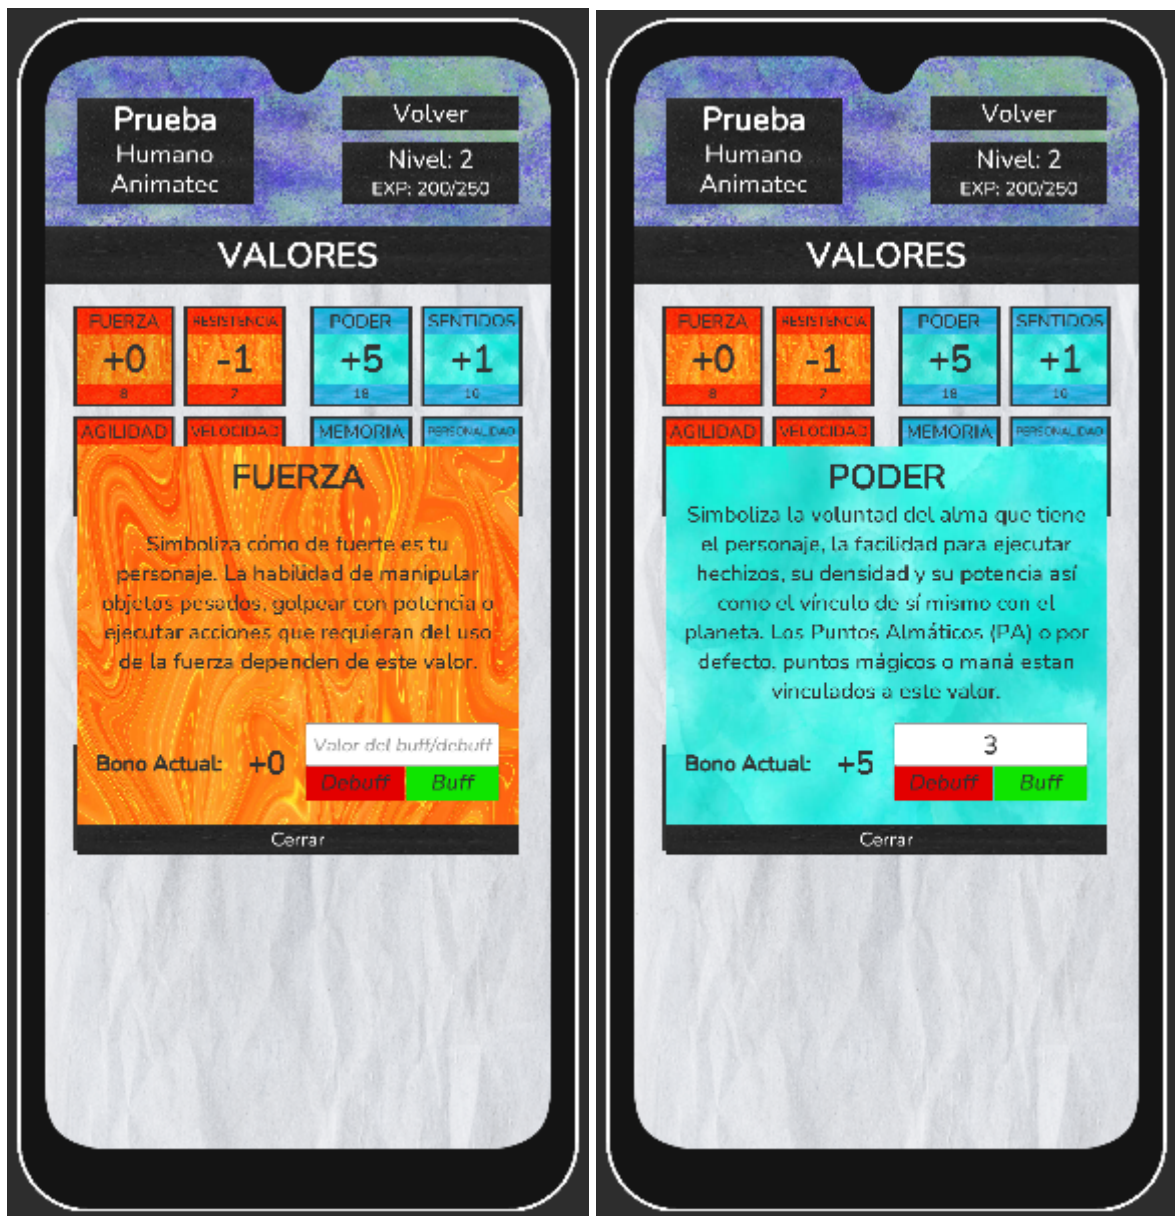 Prueba
Humano
Animatec
Volver
Nivel: 2
EXP: 200/250
VALORES
FUERZA
+0
8
RESISTENCIA
-1
7
PODER
+5
18
SENTIDOS
+1
10
AGILIDAD
VELOCIDAD
MEMORIA
PERSONALIDAD
FUERZA
Simboliza cómo de fuerte es tu
personaje. La habilidad de manipular
objetos pesados, golpear con potencia o
ejecutar acciones que requieran del uso
de la fuerza dependen de este valor.
Bono Actual: +0
Valor del buff/debuff
Debuff
Buff
Cerrar
Prueba
Humano
Animatec
Volver
Nivel: 2
EXP: 200/250
VALORES
FUERZA
+0
8
RESISTENCIA
-1
7
PODER
+5
18
SENTIDOS
+1
10
AGILIDAD
VELOCIDAD
MEMORIA
PERSONALIDAD
PODER
Simboliza la voluntad del alma que tiene
el personaje, la facilidad para ejecutar
hechizos, su densidad y su potencia así
como el vínculo de sí mismo con el
planeta. Los Puntos Almáticos (PA) o por
defecto. puntos mágicos o maná estan
vinculados a este valor.
Bono Actual: +5
3
Debuff
Buff
Cerrar